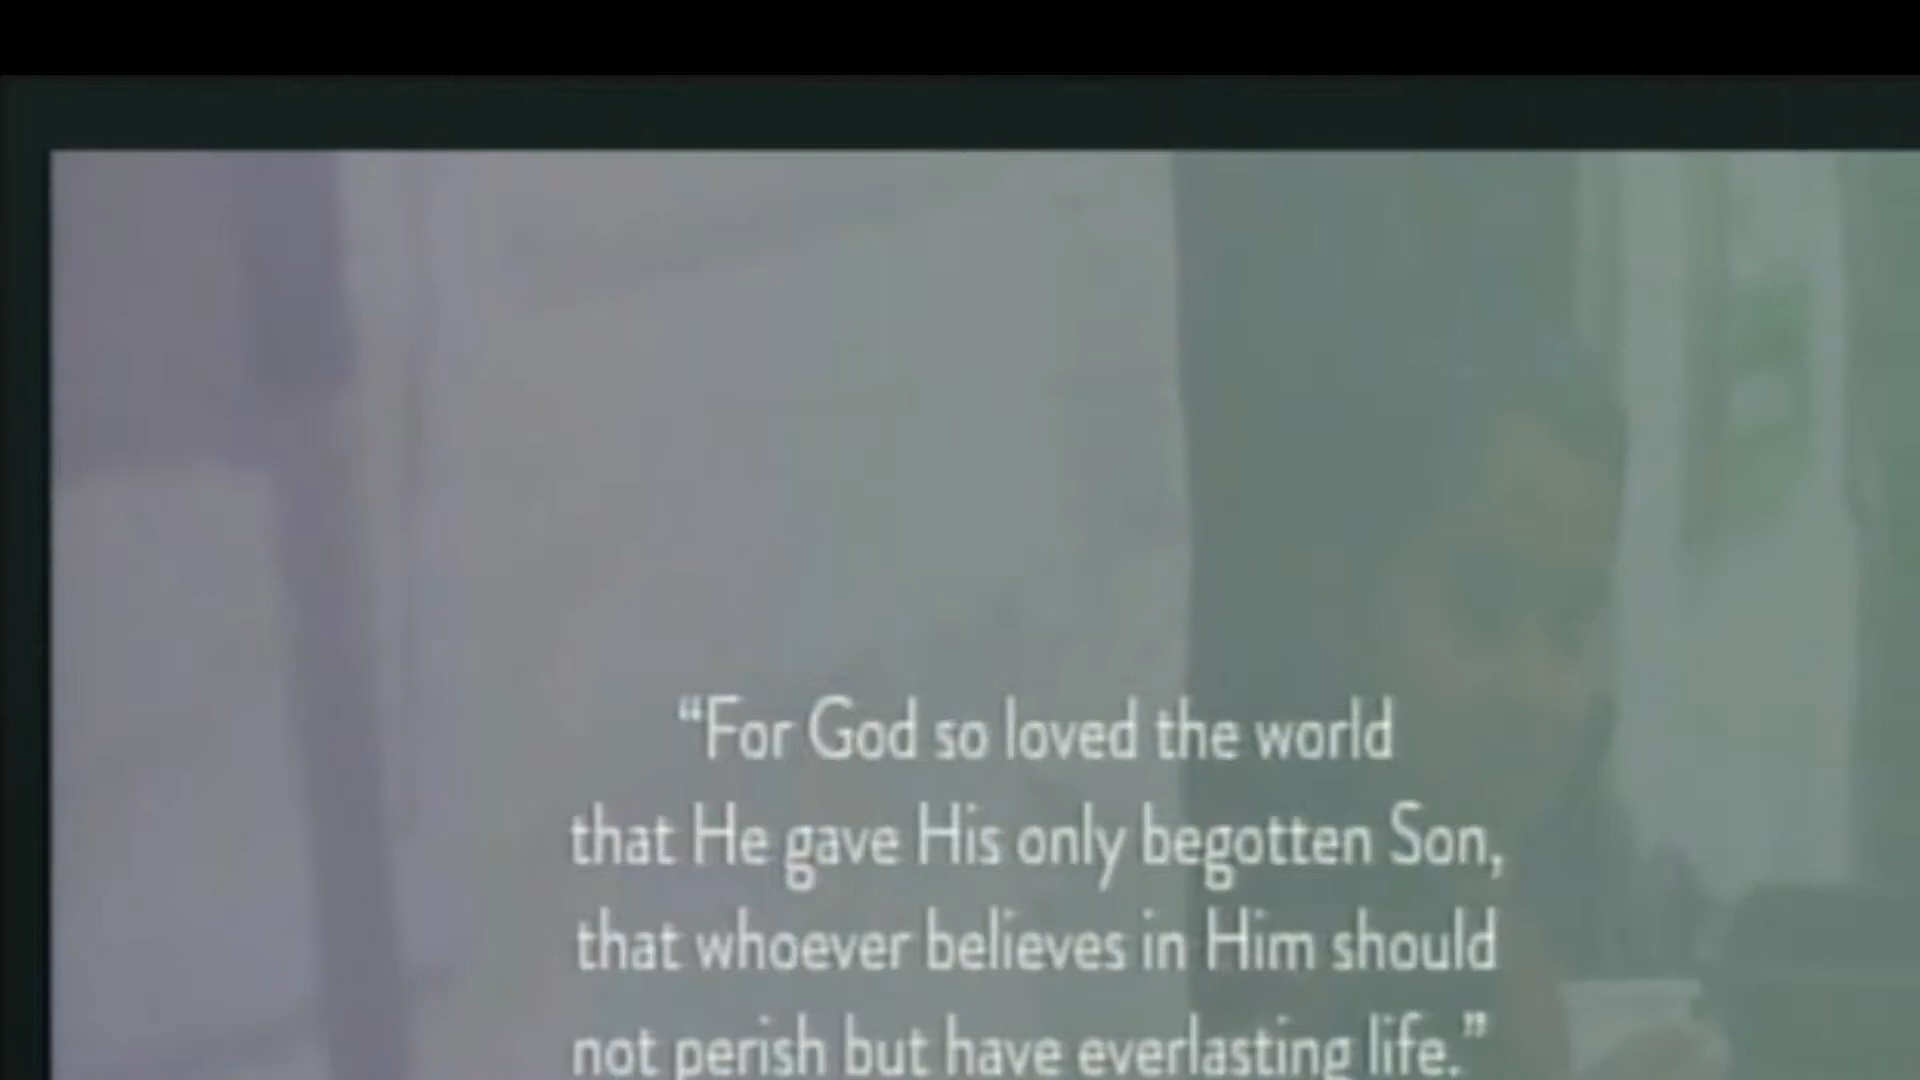 “For God so loved the world
that He gave His only begotten Son,
that whoever believes in Him should
not perish but have everlasting life.”